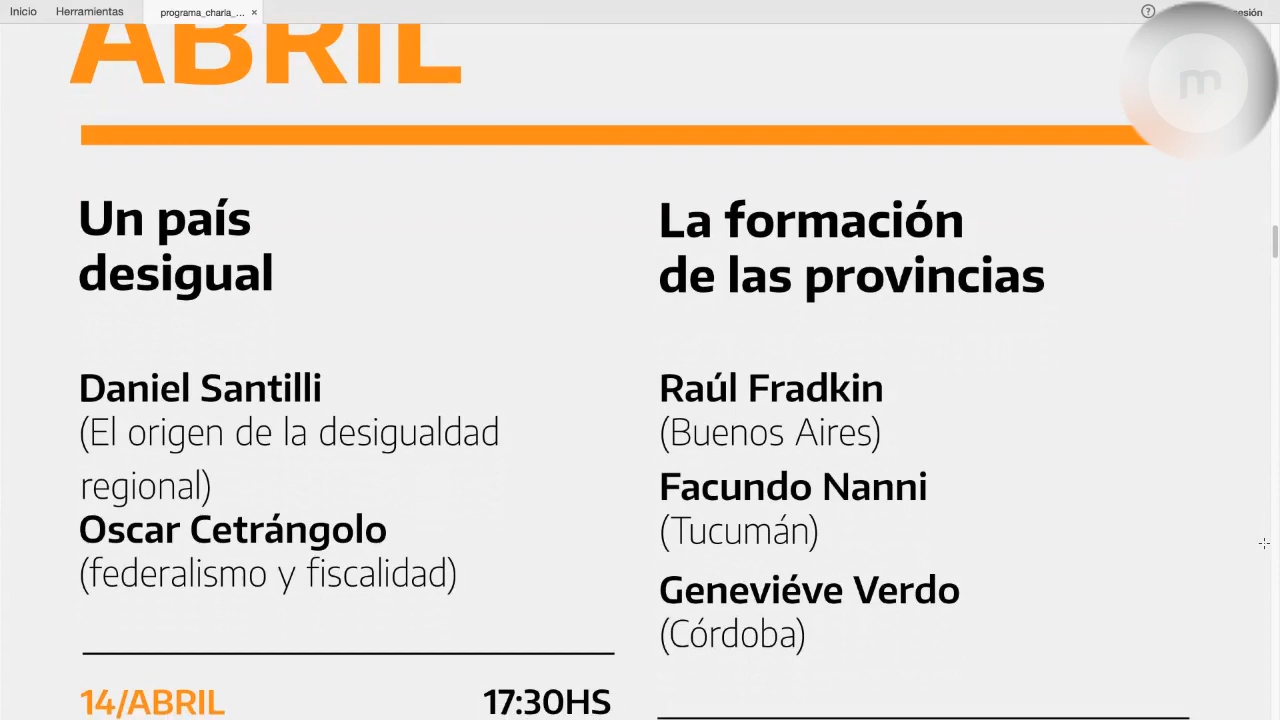 Inicio
Herramientas
programa_charla_...
ABRIL
Un país
desigual
Daniel Santilli
(El origen de la desigualdad
regional)
Oscar Cetrángolo
(federalismo y fiscalidad)
14/ABRIL
17:30HS
La formación
de las provincias
Raúl Fradkin
(Buenos Aires)
Facundo Nanni
(Tucumán)
Geneviéve Verdo
(Córdoba)
m